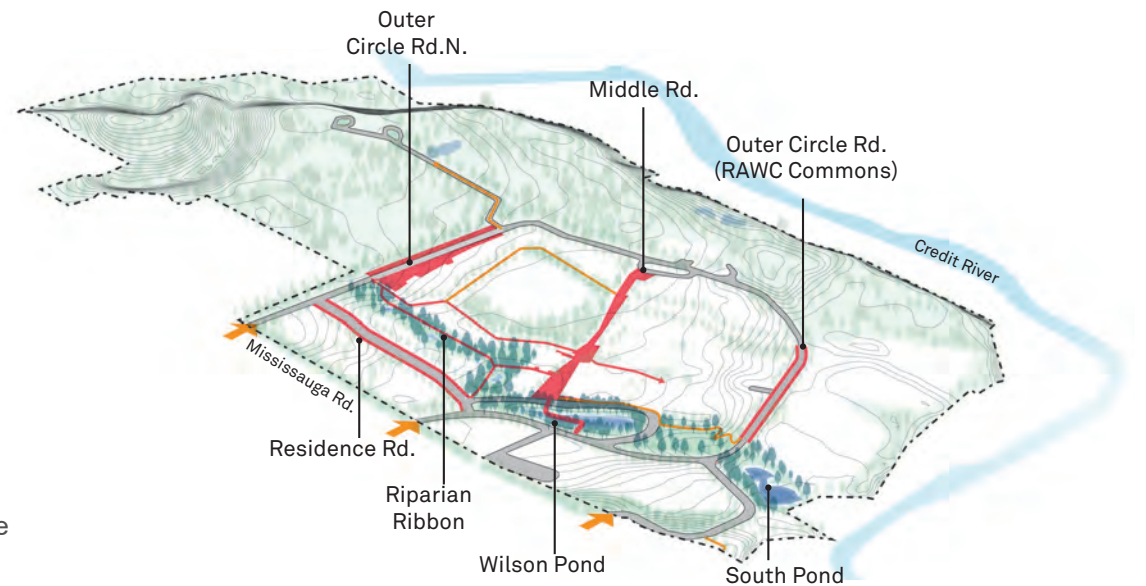 Outer
Circle Rd.N.
Middle Rd.
Outer Circle Rd.
(RAWC Commons)
Credit River
Mississauga Rd.
Residence Rd.
Riparian
Ribbon
Wilson Pond
South Pond
e